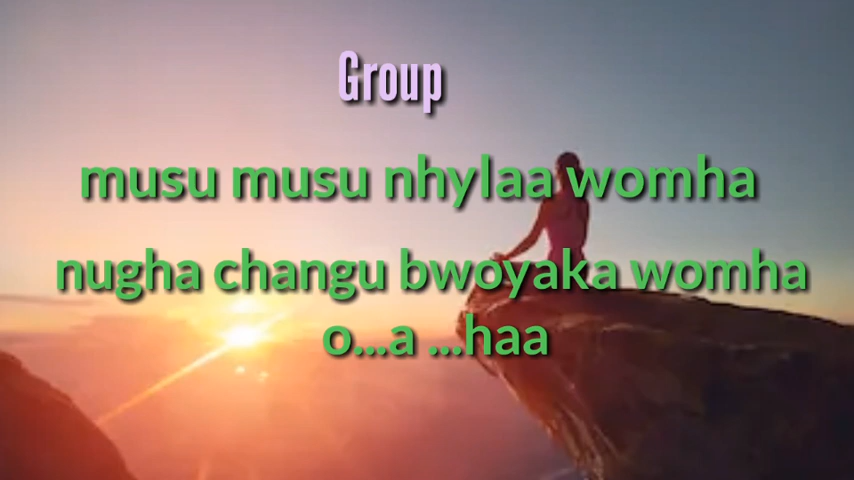 Group
musu musu nhylaa womha
nugha changu bwoyaka womha
o...a ...haa